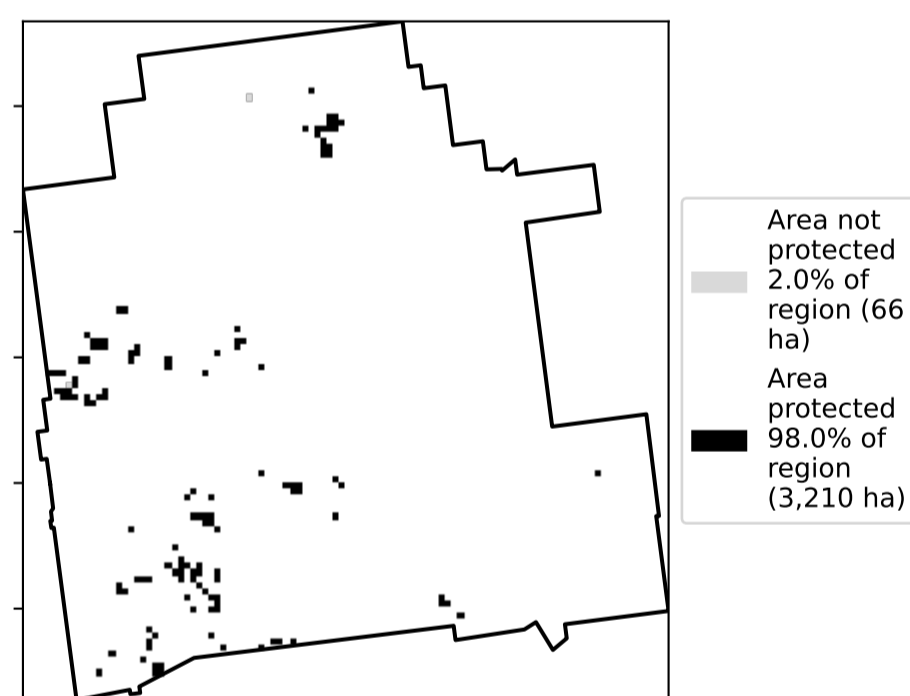 Area not
protected
2.0% of
region (66
ha)
Area
protected
98.0% of
region
(3,210 ha)